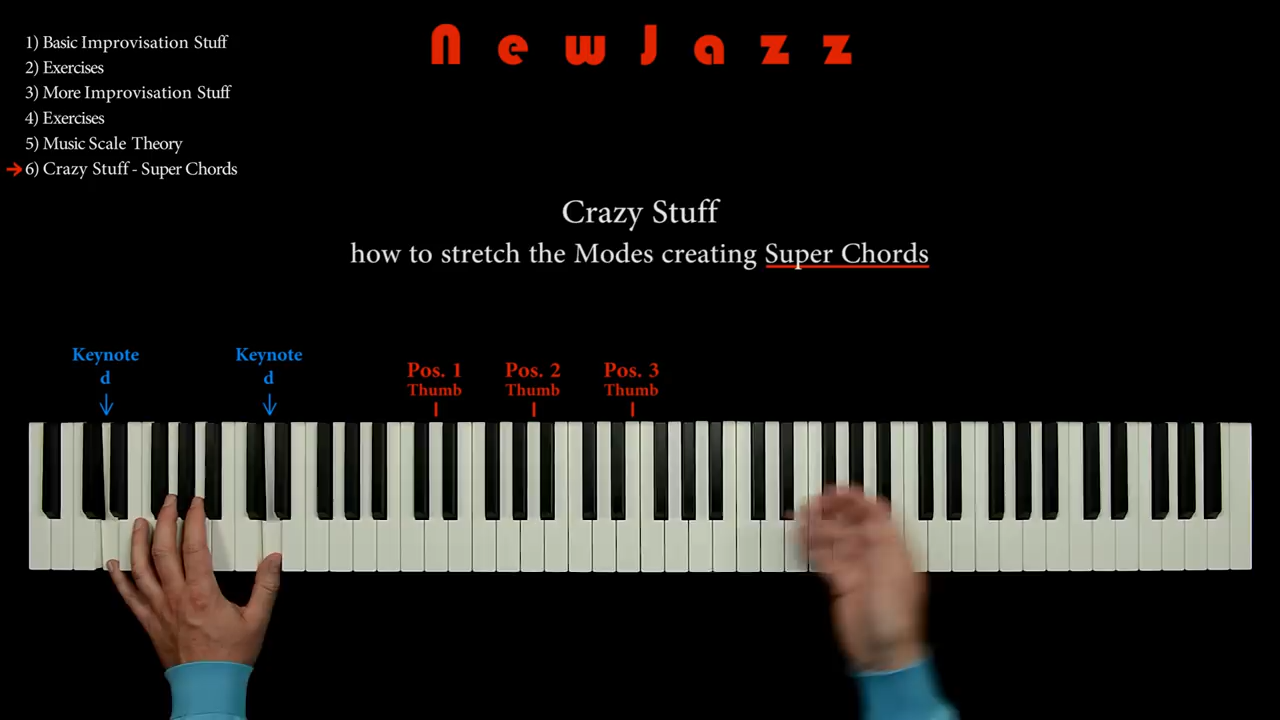 1) Basic Improvisation Stuff
2) Exercises
3) More Improvisation Stuff
4) Exercises
5) Music Scale Theory
6) Crazy Stuff - Super Chords
NewJazz
Crazy Stuff
how to stretch the Modes creating Super Chords
Keynote
d
Keynote
d
Pos. 1
Thumb
Pos. 2
Thumb
Pos. 3
Thumb